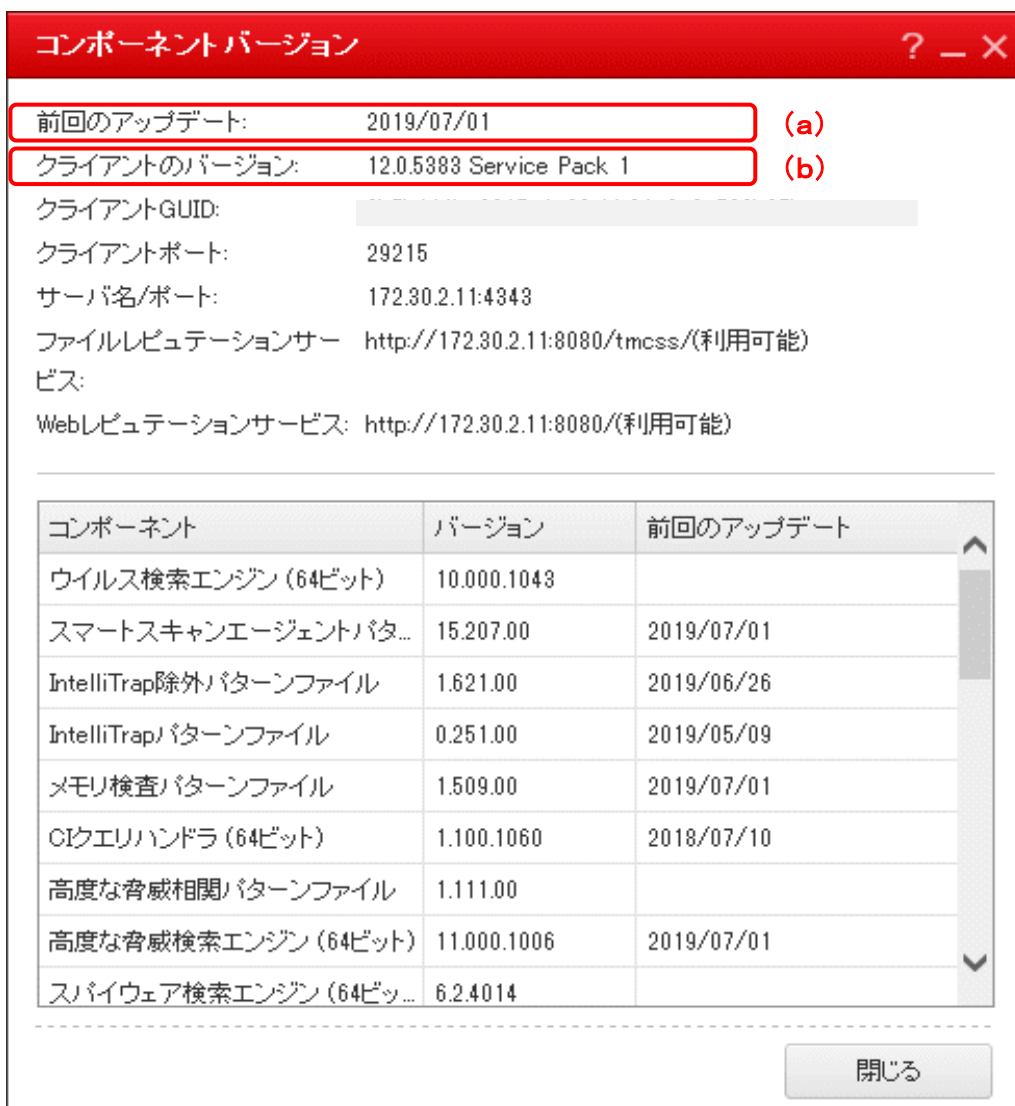 コンポーネントバージョン
前回のアップデート: 2019/07/01 (a)
クライアントのバージョン: 12.0.5383 Service Pack 1 (b)
クライアントGUID:
クライアントポート: 29215
サーバ名/ポート: 172.30.2.11:4343
ファイルレピュテーションサー http://172.30.2.11:8080/tmcss/(利用可能)
ビス:
Webレピュテーションサービス: http://172.30.2.11:8080/(利用可能)
コンポーネント バージョン 前回のアップデート
ウイルス検索エンジン (64ビット) 10.000.1043
スマートスキャンエージェントパタ... 15.207.00 2019/07/01
IntelliTrap除外パターンファイル 1.621.00 2019/06/26
IntelliTrapパターンファイル 0.251.00 2019/05/09
メモリ検査パターンファイル 1.509.00 2019/07/01
CIクエリハンドラ (64ビット) 1.100.1060 2018/07/10
高度な脅威相関パターンファイル 1.111.00
高度な脅威検索エンジン (64ビット) 11.000.1006 2019/07/01
スパイウェア検索エンジン (64ビッ... 6.2.4014
閉じる